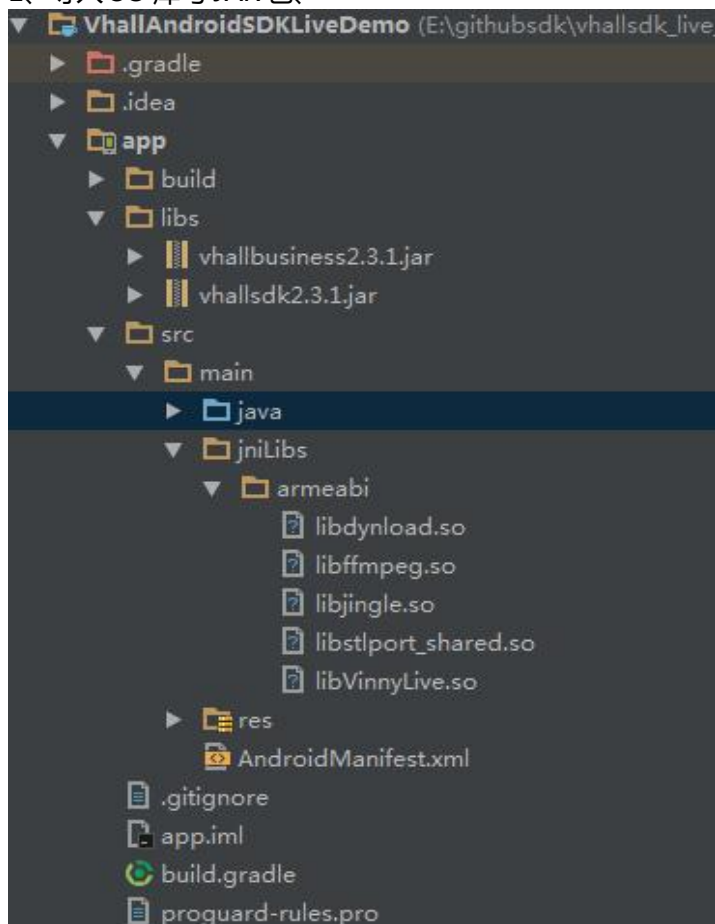 VhallAndroidSDKLiveDemo (E:\githubsdk\vhallsdk_live_
.gradle
.idea
app
build
libs
vhallbusiness2.3.1.jar
vhallsdk2.3.1.jar
src
main
java
jniLibs
armeabi
libdynload.so
libffmpeg.so
libjingle.so
libstlport_shared.so
libVinnyLive.so
res
AndroidManifest.xml
.gitignore
app.iml
build.gradle
proguard-rules.pro